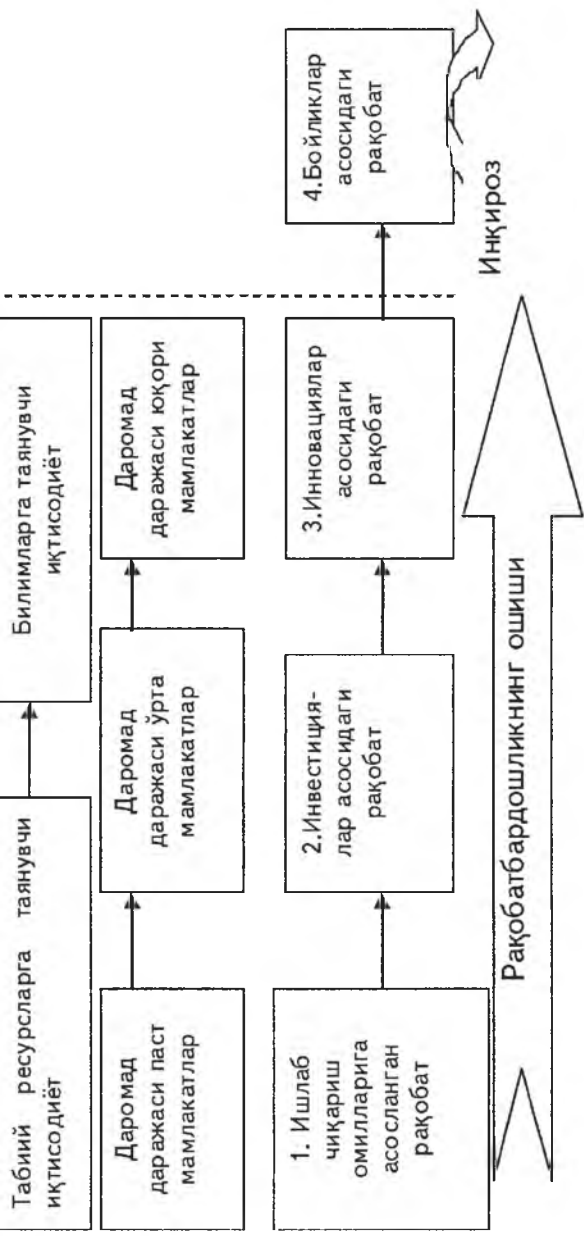 Табиий ресурсларга таянувчи
иқтисодиёт
Билимларга таянувчи
иқтисодиёт
Даромад
даражаси паст
мамлакатлар
Даромад
даражаси ўрта
мамлакатлар
Даромад
даражаси юқори
мамлакатлар
1. Ишлаб
чиқариш
омилларига
асосланган
рақобат
2.Инвестиция-
лар асосидаги
рақобат
3.Инновациялар
асосидаги
рақобат
4.Бойликлар
асосидаги
рақобат
Рақобатбардошликнинг ошиши
Инқироз